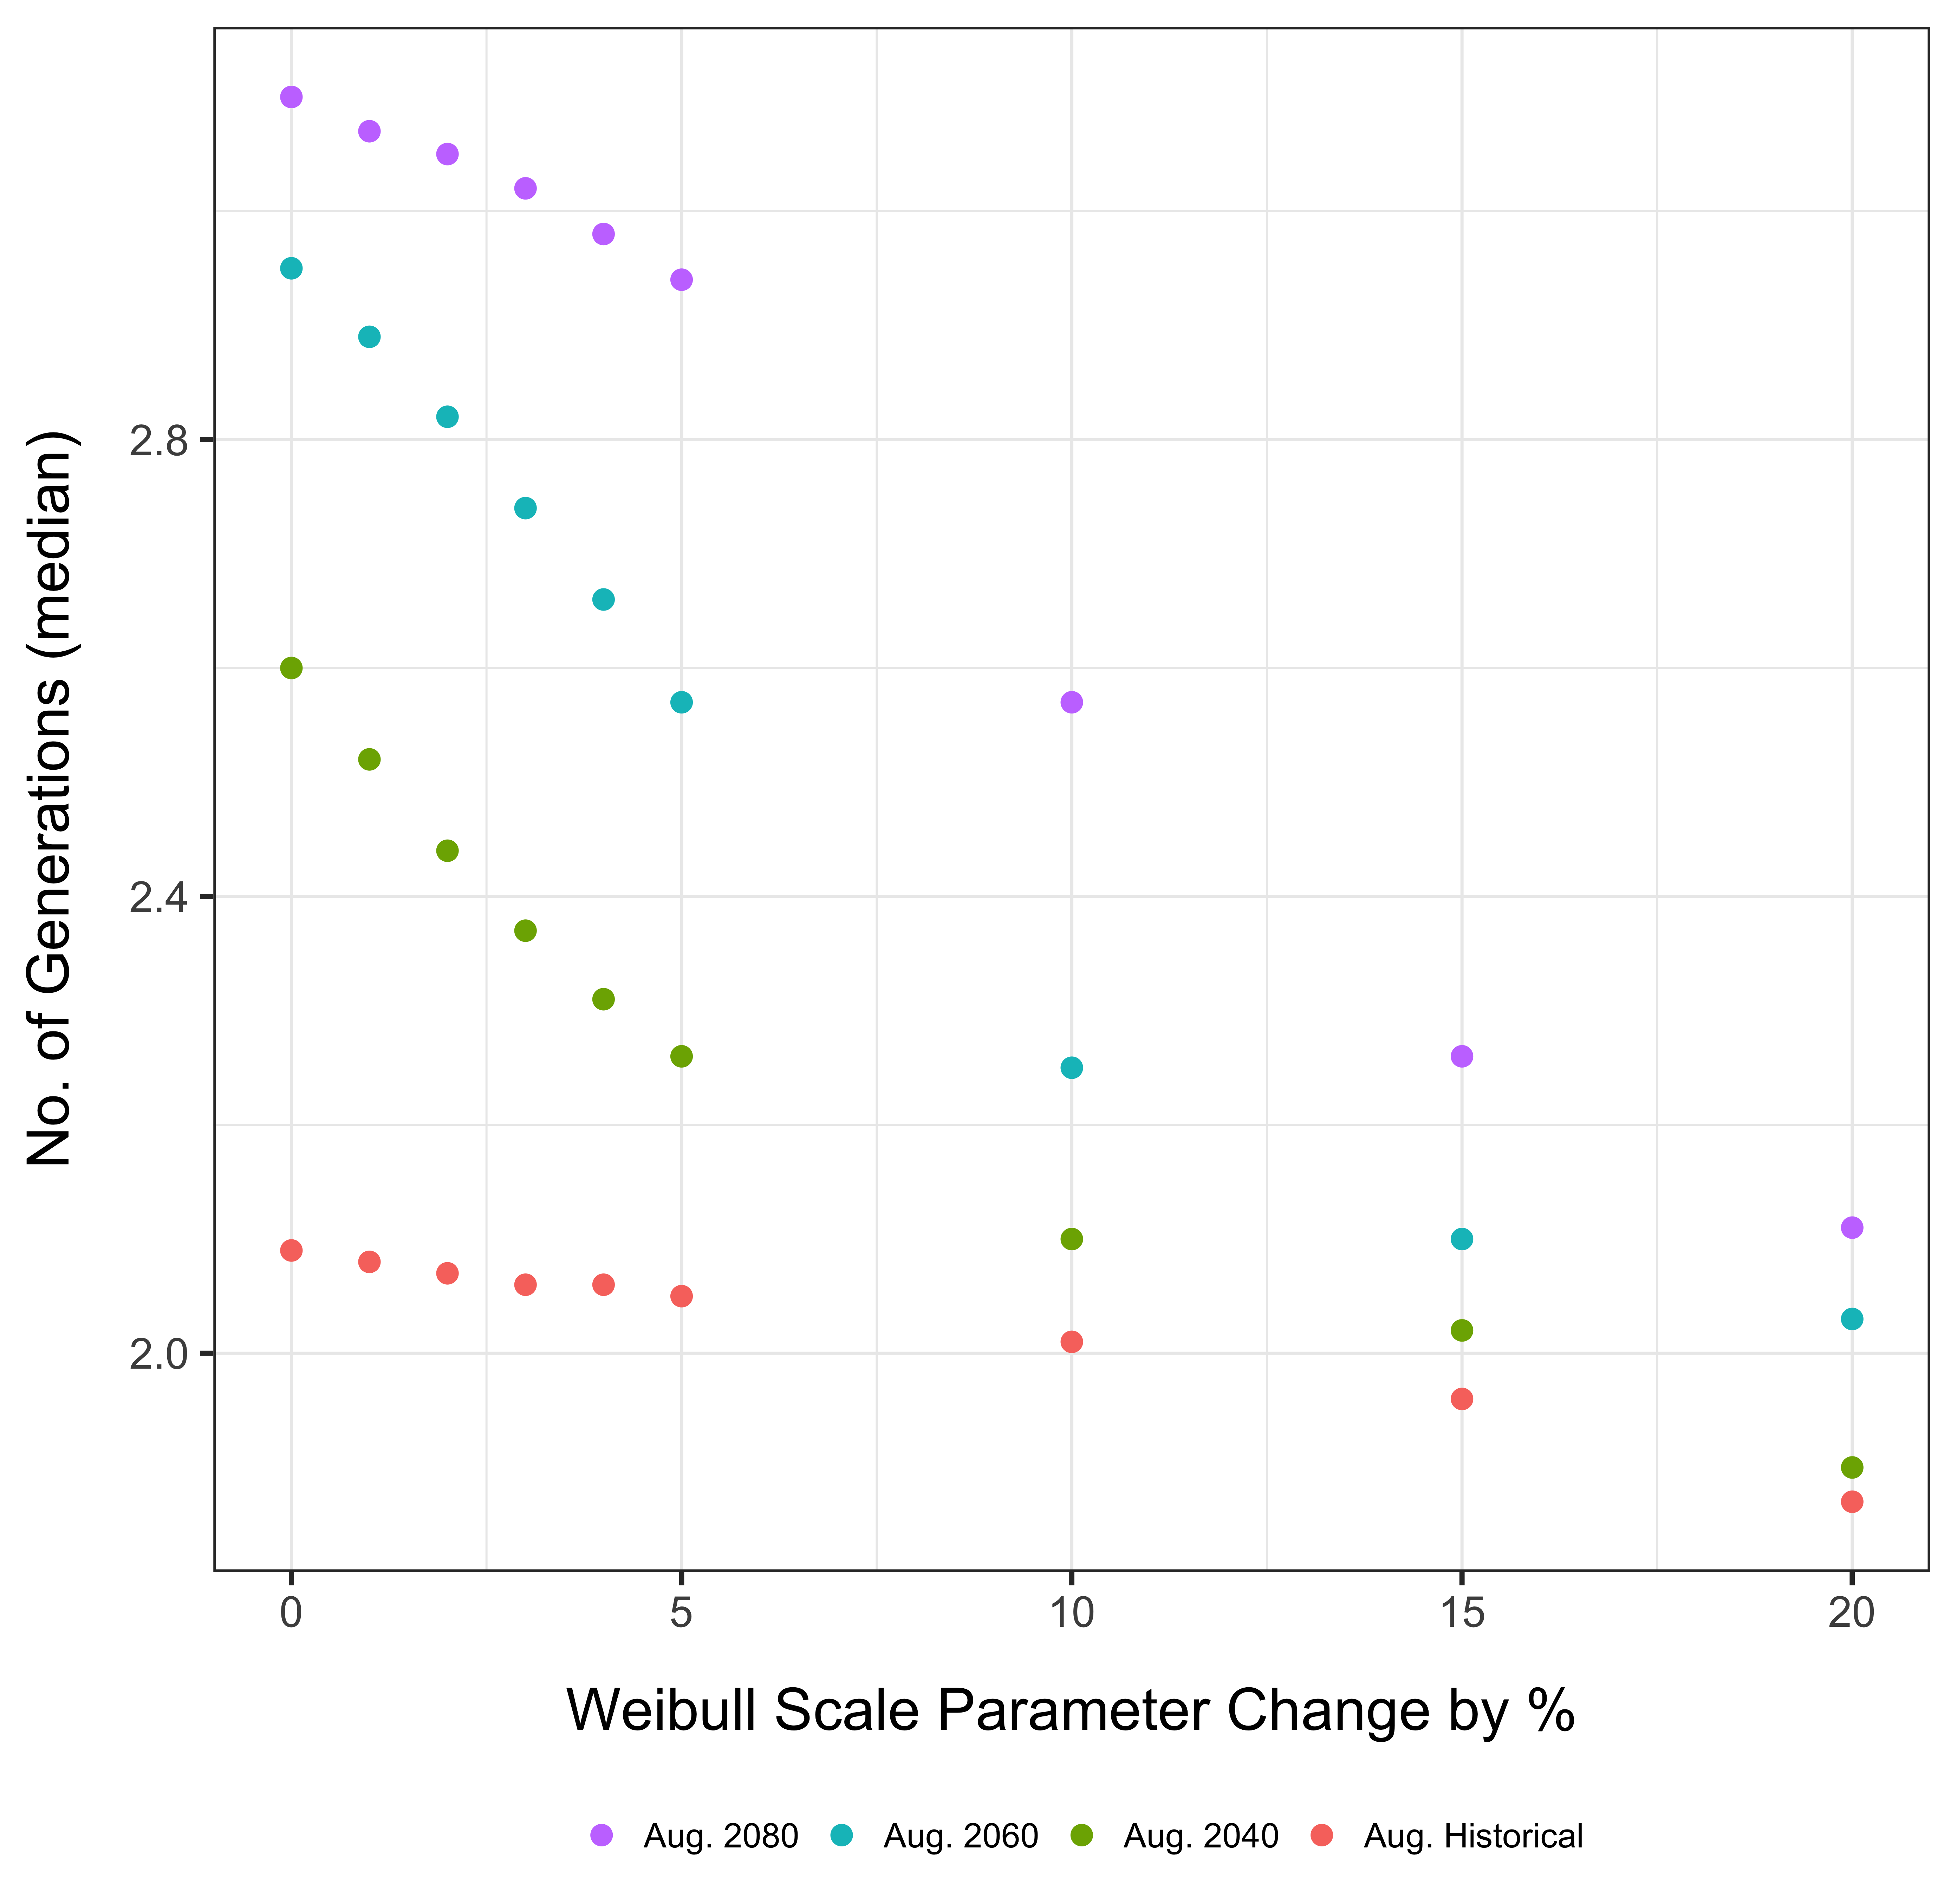 No. of Generations (median)
2.8
2.4
2.0
0 5 10 15 20
Weibull Scale Parameter Change by %
Aug. 2080 Aug. 2060 Aug. 2040 Aug. Historical